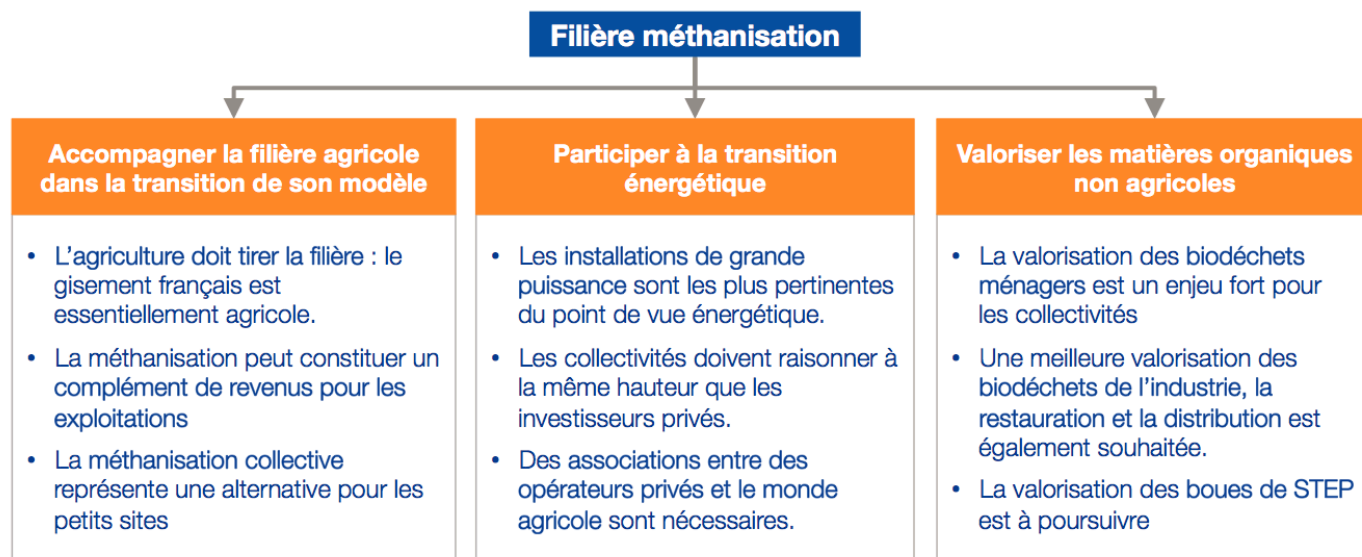 Filière méthanisation
Accompagner la filière agricole
dans la transition de son modèle
• L'agriculture doit tirer la filière : le
gisement français est
essentiellement agricole.
• La méthanisation peut constituer un
complément de revenus pour les
exploitations
• La méthanisation collective
représente une alternative pour les
petits sites
Participer à la transition
énergétique
• Les installations de grande
puissance sont les plus pertinentes
du point de vue énergétique.
• Les collectivités doivent raisonner à
la même hauteur que les
investisseurs privés.
• Des associations entre des
opérateurs privés et le monde
agricole sont nécessaires.
Valoriser les matières organiques
non agricoles
• La valorisation des biodéchets
ménagers est un enjeu fort pour
les collectivités
• Une meilleure valorisation des
biodéchets de l'industrie, la
restauration et la distribution est
également souhaitée.
• La valorisation des boues de STEP
est à poursuivre